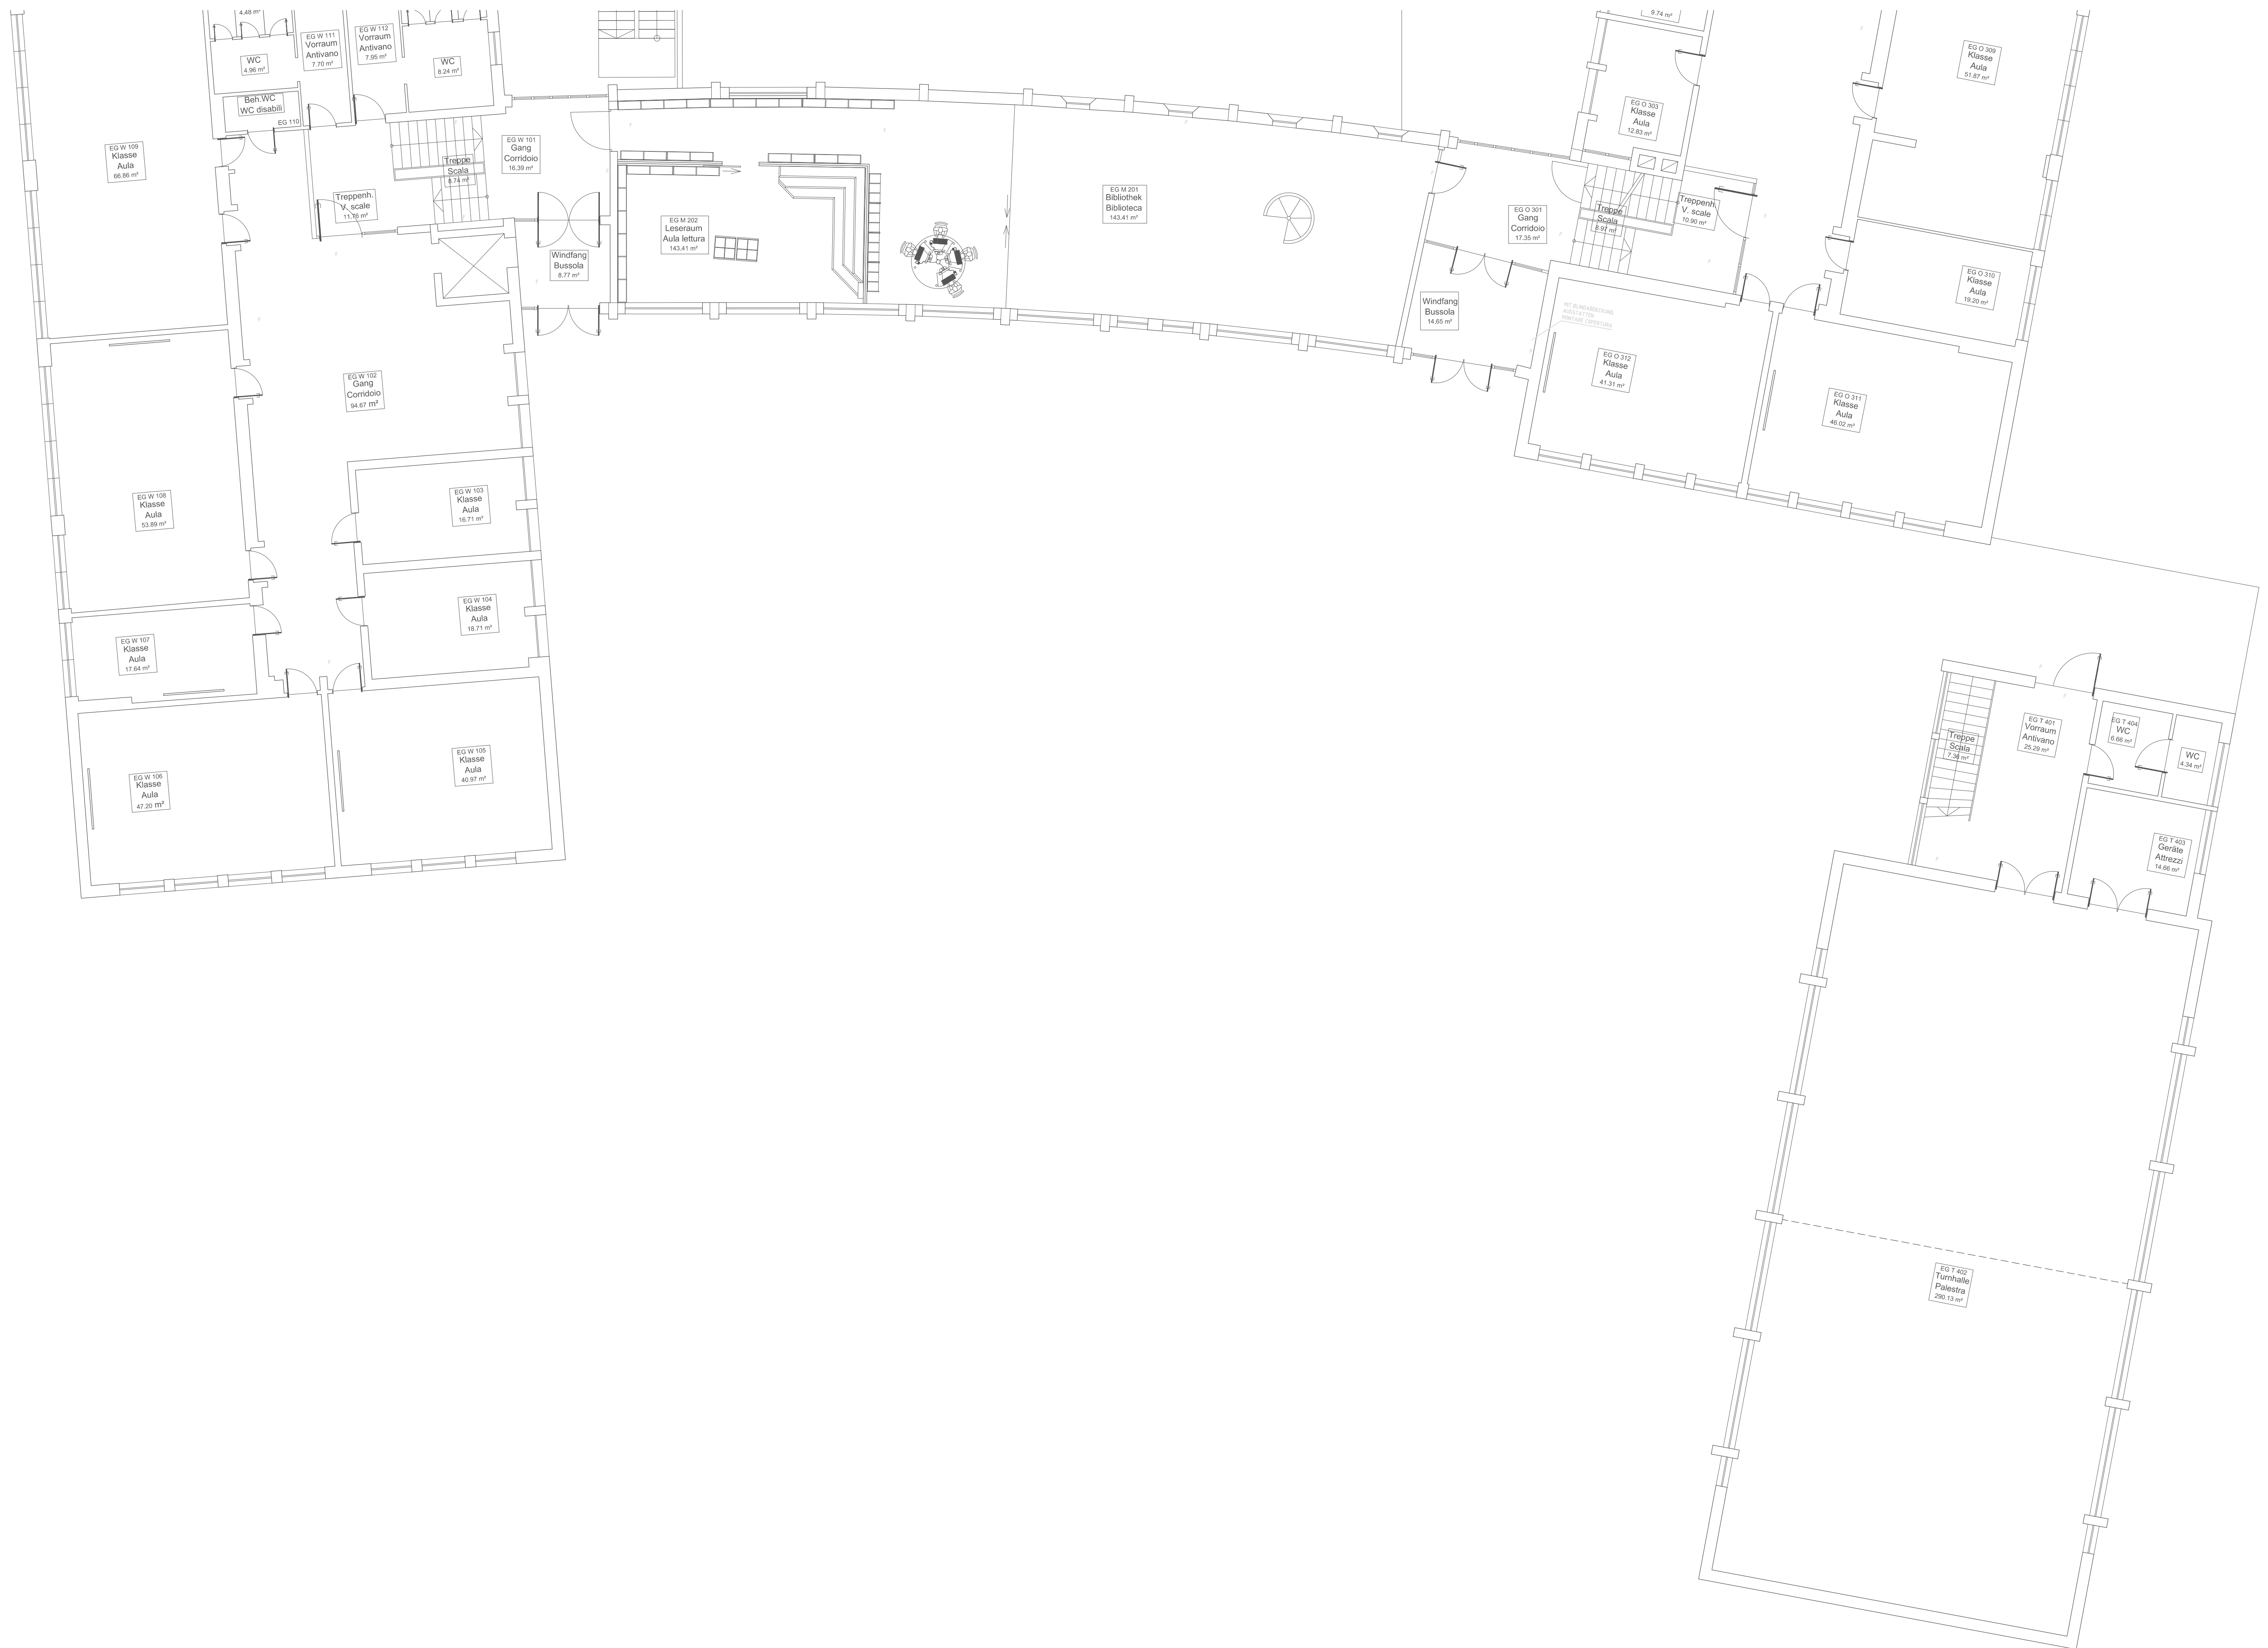 4.48 m²
WC
4.96 m²
EG W 111
Vorraum
Antivano
7.70 m²
EG W 112
Vorraum
Antivano
7.95 m²
WC
8.24 m²
Beh.WC
WC disabili
EG 110
EG W 109
Klasse
Aula
66.86 m²
Treppe
Scala
8.74 m²
EG W 101
Gang
Corridoio
16.39 m²
Treppenh.
V. scale
11.76 m²
Windfang
Bussola
8,77 m²
EG M 202
Leseraum
Aula lettura
143,41 m²
EG M 201
Bibliothek
Biblioteca
143,41 m²
9.74 m²
EG O 303
Klasse
Aula
12.83 m²
EG O 309
Klasse
Aula
51.87 m²
EG O 301
Gang
Corridoio
17.35 m²
Treppe
Scala
8.97 m²
Treppenh.
V. scale
10.90 m²
EG O 310
Klasse
Aula
19.20 m²
Windfang
Bussola
14,65 m²
EG O 312
Klasse
Aula
41.31 m²
EG O 311
Klasse
Aula
46.02 m²
EG W 102
Gang
Corridoio
94.67 m²
EG W 108
Klasse
Aula
53.89 m²
EG W 103
Klasse
Aula
16.71 m²
EG W 104
Klasse
Aula
18.71 m²
EG W 107
Klasse
Aula
17.64 m²
EG W 106
Klasse
Aula
47.20 m²
EG W 105
Klasse
Aula
40.97 m²
Treppe
Scala
7.36 m²
EG T 401
Vorraum
Antivano
25.29 m²
EG T 404
WC
6.66 m²
WC
4.34 m²
EG T 403
Geräte
Attrezzi
14.66 m²
EG T 402
Turnhalle
Palestra
290.13 m²